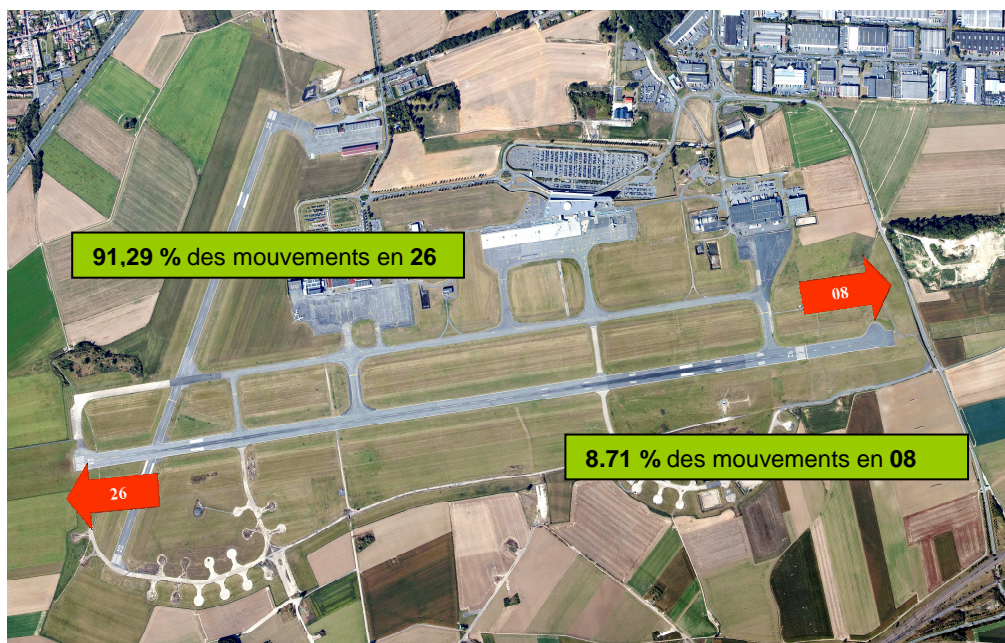 91,29 % des mouvements en 26
08
8.71 % des mouvements en 08
26